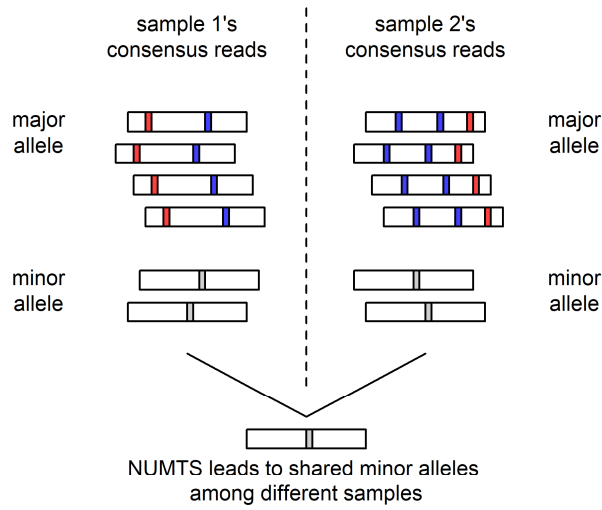 sample 1's
consensus reads
sample 2's
consensus reads
major
allele
major
allele
minor
allele
minor
allele
NUMTS leads to shared minor alleles
among different samples